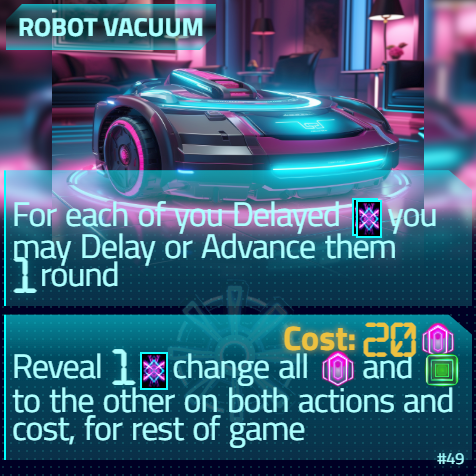 ROBOT VACUUM
For each of you Delayed you
may Delay or Advance them
1 round
Cost: 20
Reveal 1 change all and
to the other on both actions and
cost, for rest of game
#49